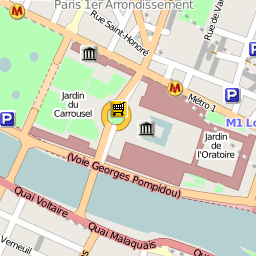 Paris 1er Arrondissement
Rue Saint-Honoré
Rue de
M
P
M
Métro 1
P
Jardin
du
Carrousel
M1 Lo
Jardin
de
l'Oratoire
P
(Voie Georges Pompidou)
Quai Voltaire
Quai Malaquais
Verneuil